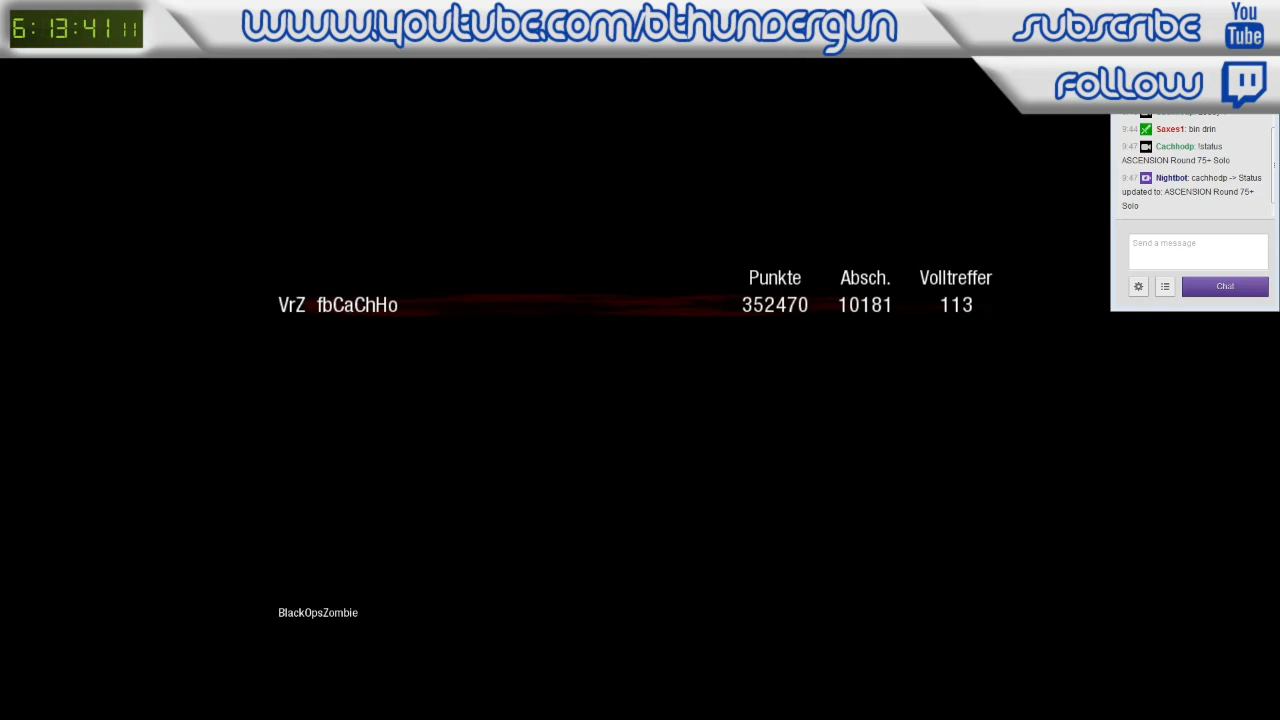 6:13:41 11
www.youtube.com/bthundergun
subscribe
You
Tube
follow
9:44 Saxes1: bin drin
9:47 Cachhodp: !status
ASCENSION Round 75+ Solo
9:47 Nightbot: cachhodp -> Status
updated to: ASCENSION Round 75+
Solo
Send a message
Chat
Punkte Absch. Volltreffer
VrZ fbCaChHo 352470 10181 113
BlackOpsZombie